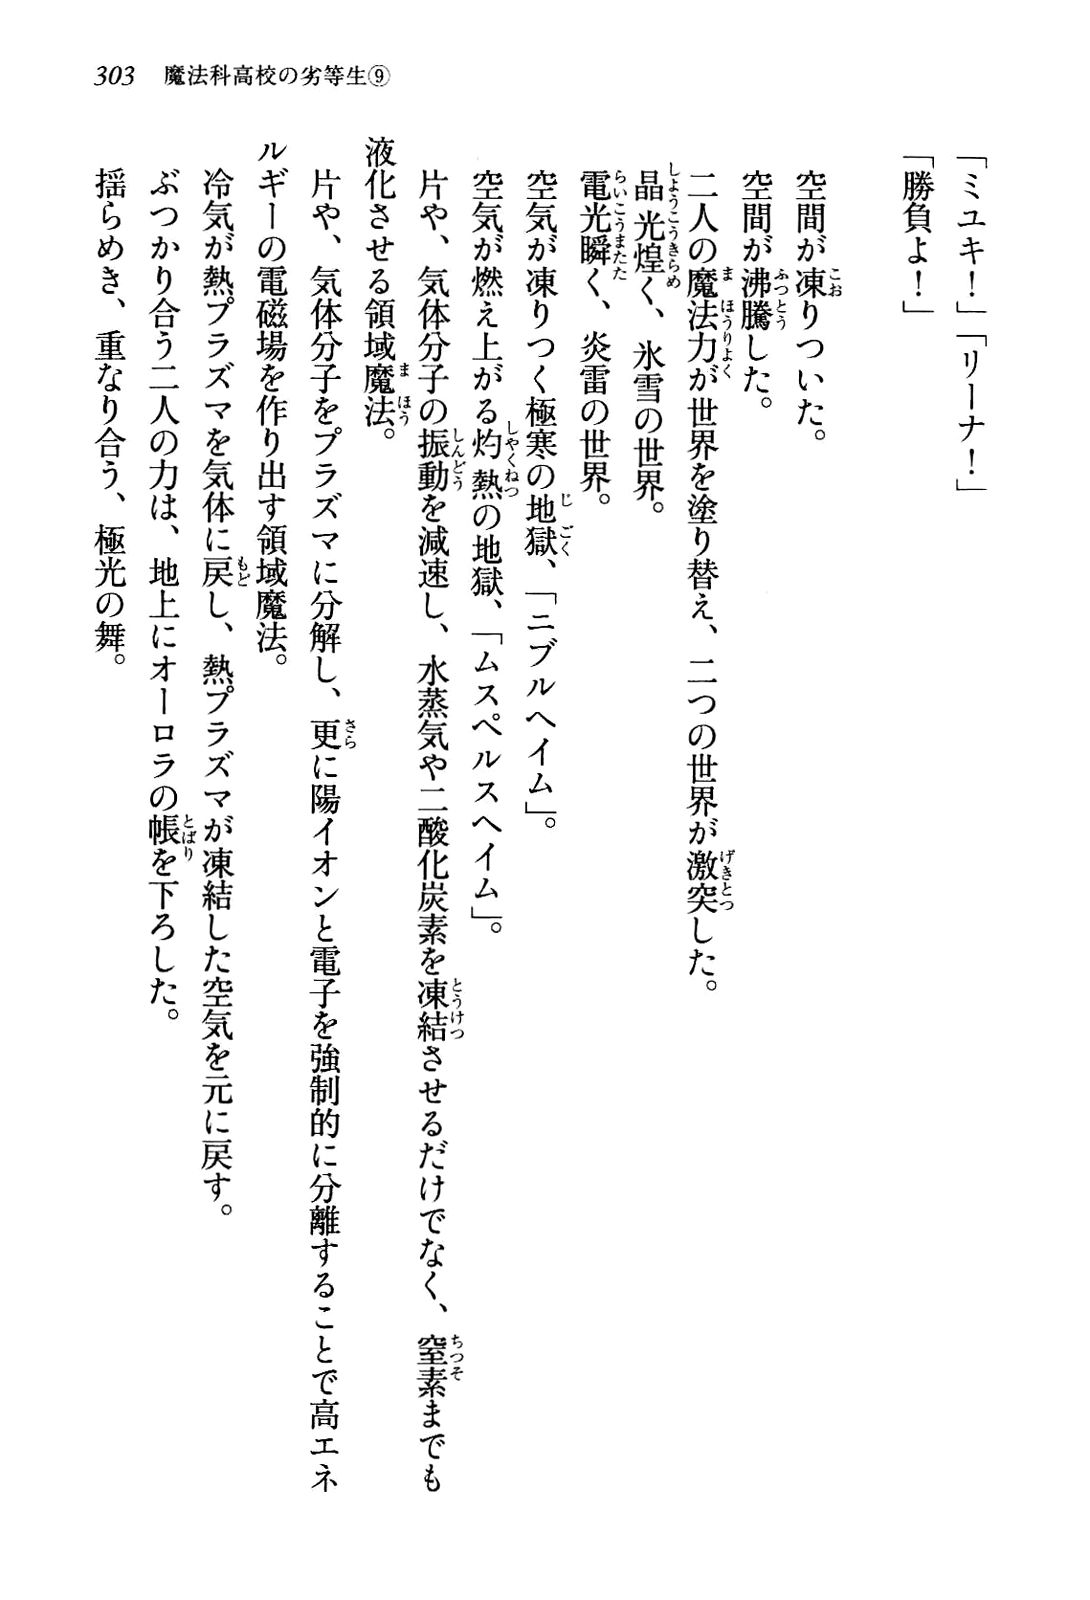 303　魔法科高校の劣等生⑨
「ミユキ！」「リーナ！」
「勝負よ！」
空間が凍りついた。
空間が沸騰した。
二人の魔法力が世界を塗り替え、二つの世界が激突した。
晶光煌く、氷雪の世界。
電光瞬く、炎雷の世界。
空気が凍りつく極寒の地獄、「ニブルヘイム」。
空気が燃え上がる灼熱の地獄、「ムスペルスヘイム」。
片や、気体分子の振動を減速し、水蒸気や二酸化炭素を凍結させるだけでなく、窒素までも
液化させる領域魔法。
片や、気体分子をプラズマに分解し、更に陽イオンと電子を強制的に分離することで高エネ
ルギーの電磁場を作り出す領域魔法。
冷気が熱プラズマを気体に戻し、熱プラズマが凍結した空気を元に戻す。
ぶつかり合う二人の力は、地上にオーロラの帳を下ろした。
揺らめき、重なり合う、極光の舞。